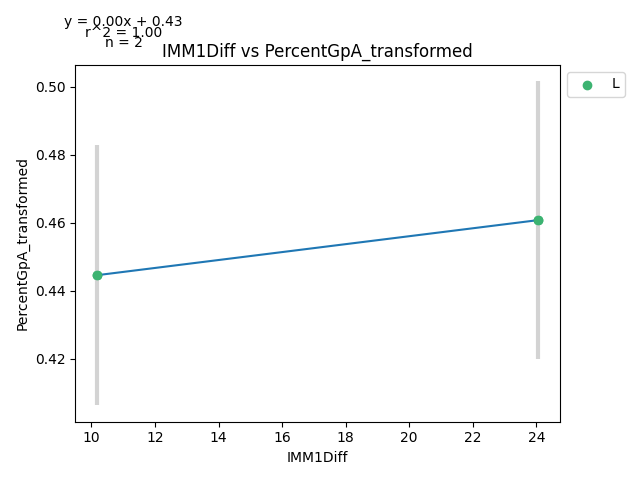 y = 0.00x + 0.43
r^2 = 1.00
n = 2
IMM1Diff vs PercentGpA_transformed
L
0.50
0.48
0.46
0.44
0.42
PercentGpA_transformed
10 12 14 16 18 20 22 24
IMM1Diff